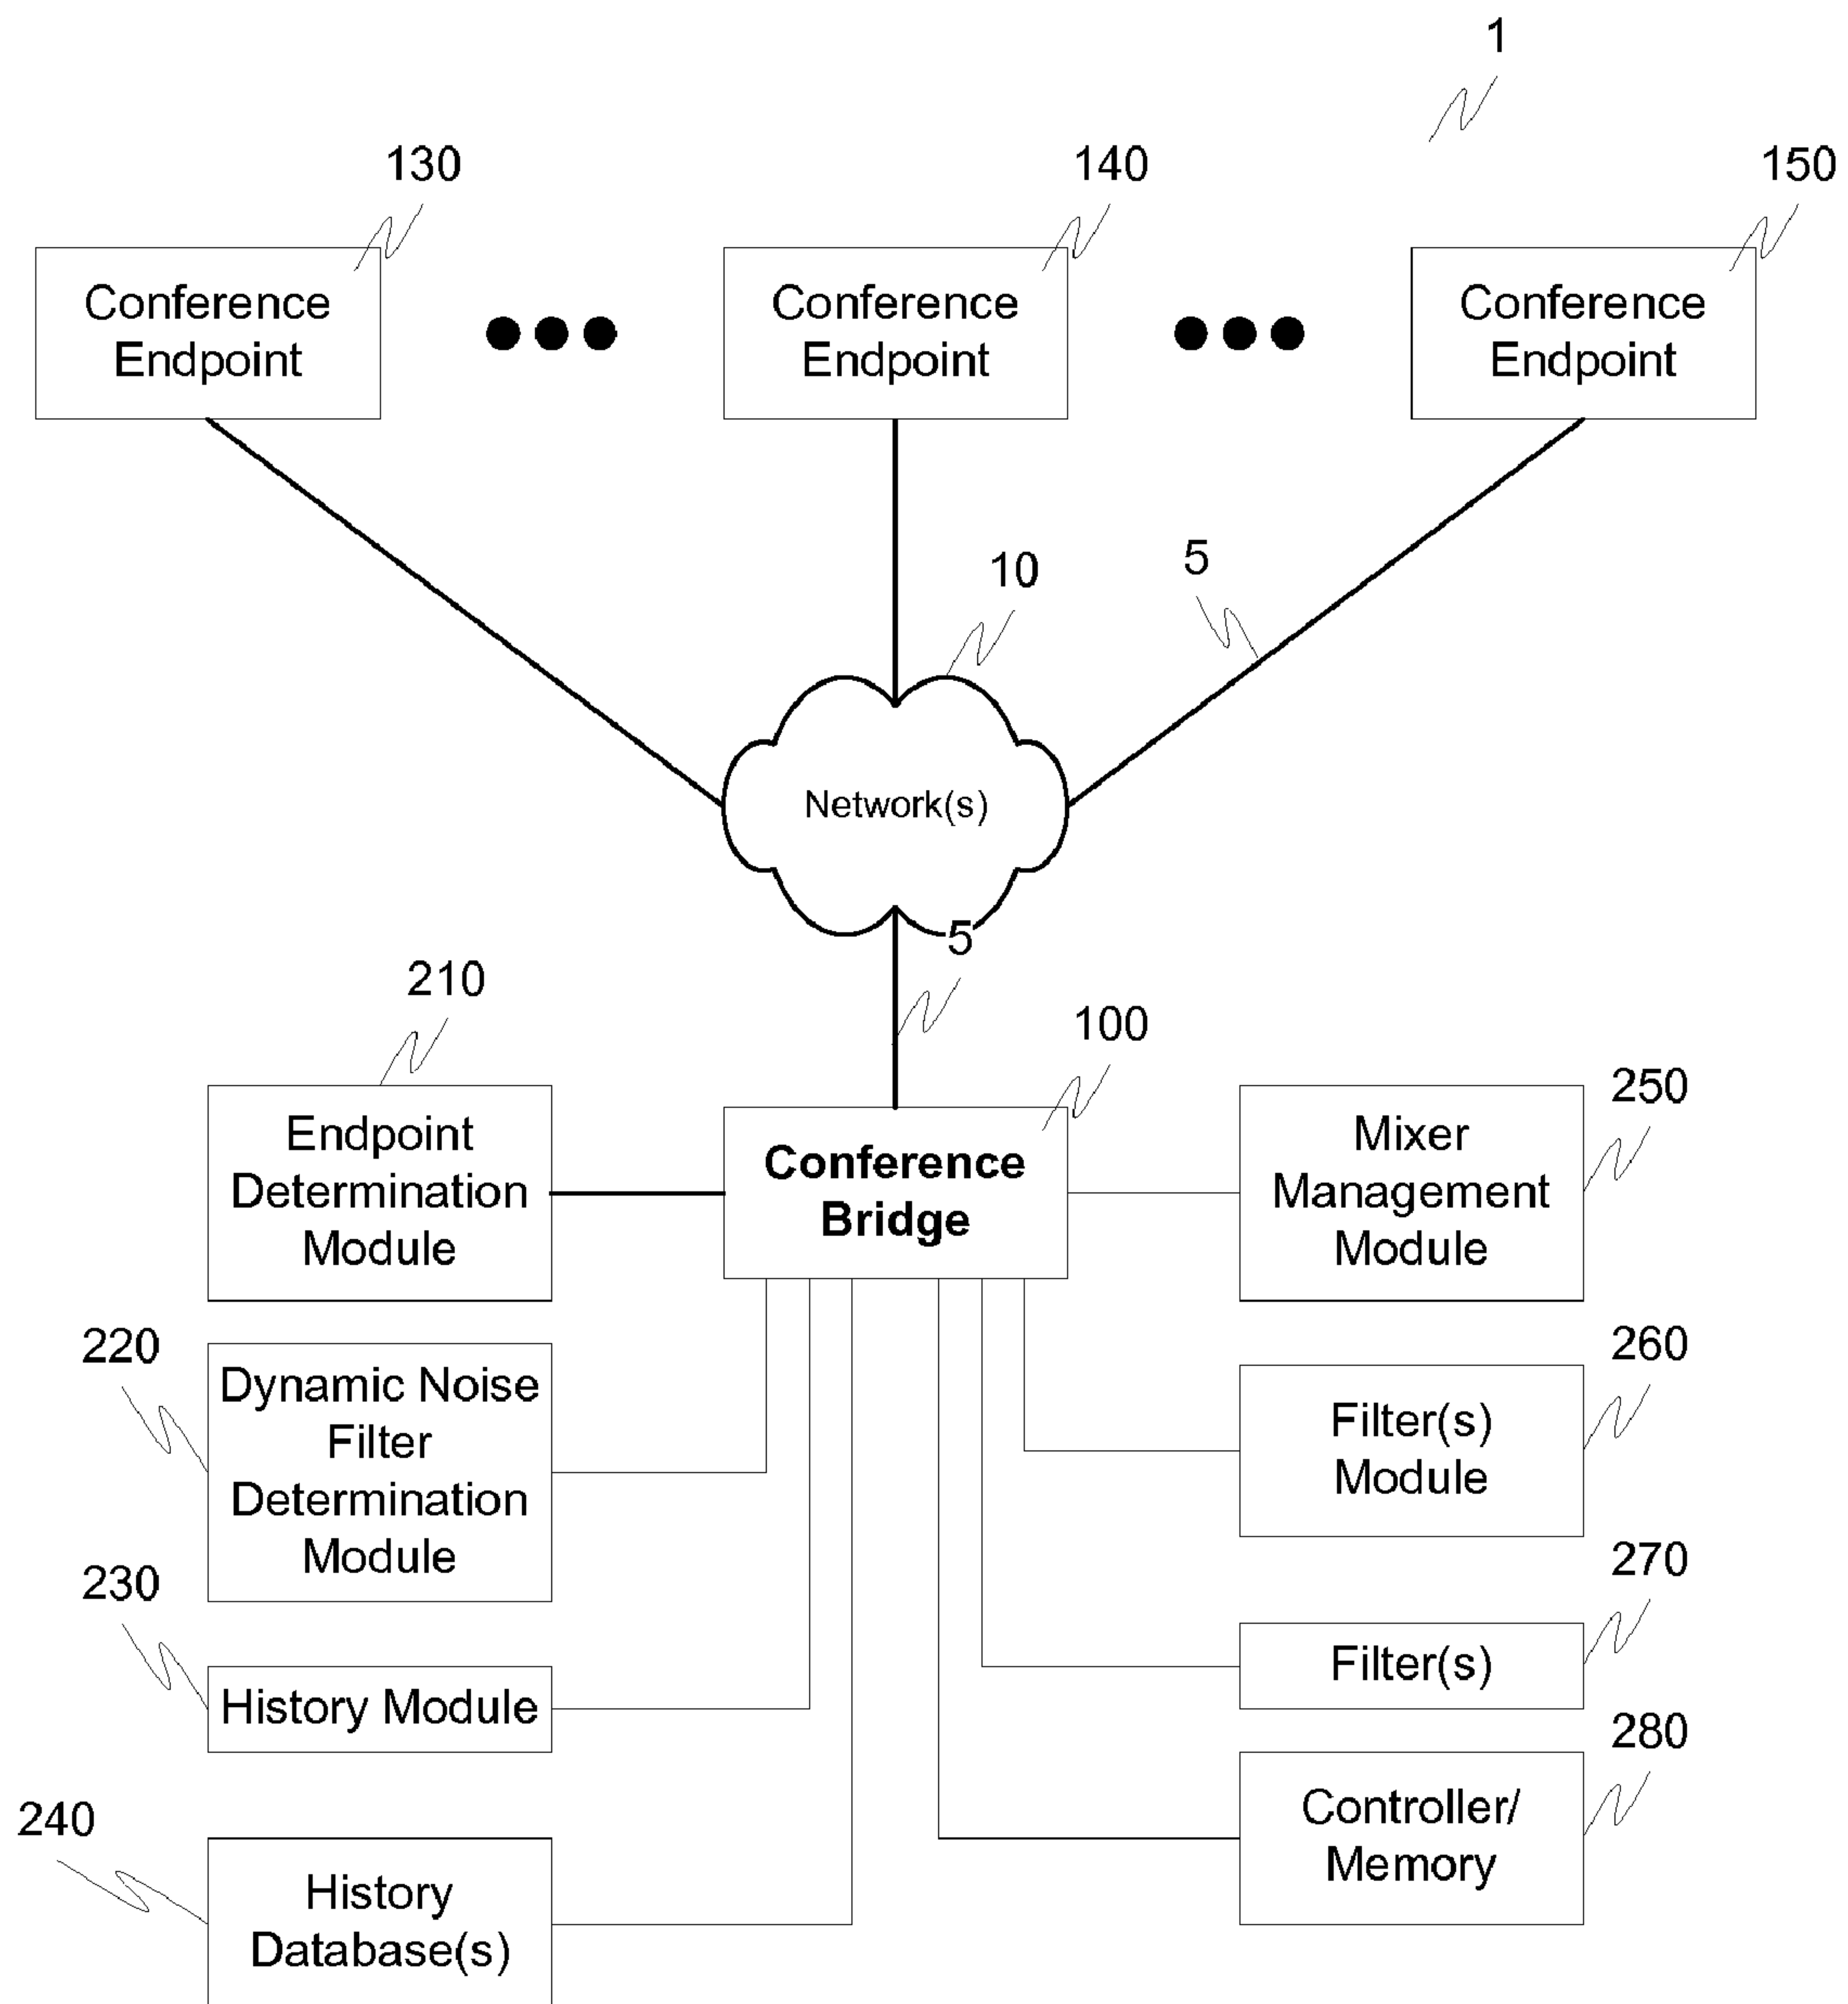 1
130
140
150
Conference
Endpoint
Conference
Endpoint
Conference
Endpoint
10
5
Network(s)
5
210
100
250
Endpoint
Determination
Module
Conference
Bridge
Mixer
Management
Module
220
260
Dynamic Noise
Filter
Determination
Module
Filter(s)
Module
230
270
History Module
Filter(s)
240
280
History
Database(s)
Controller/
Memory